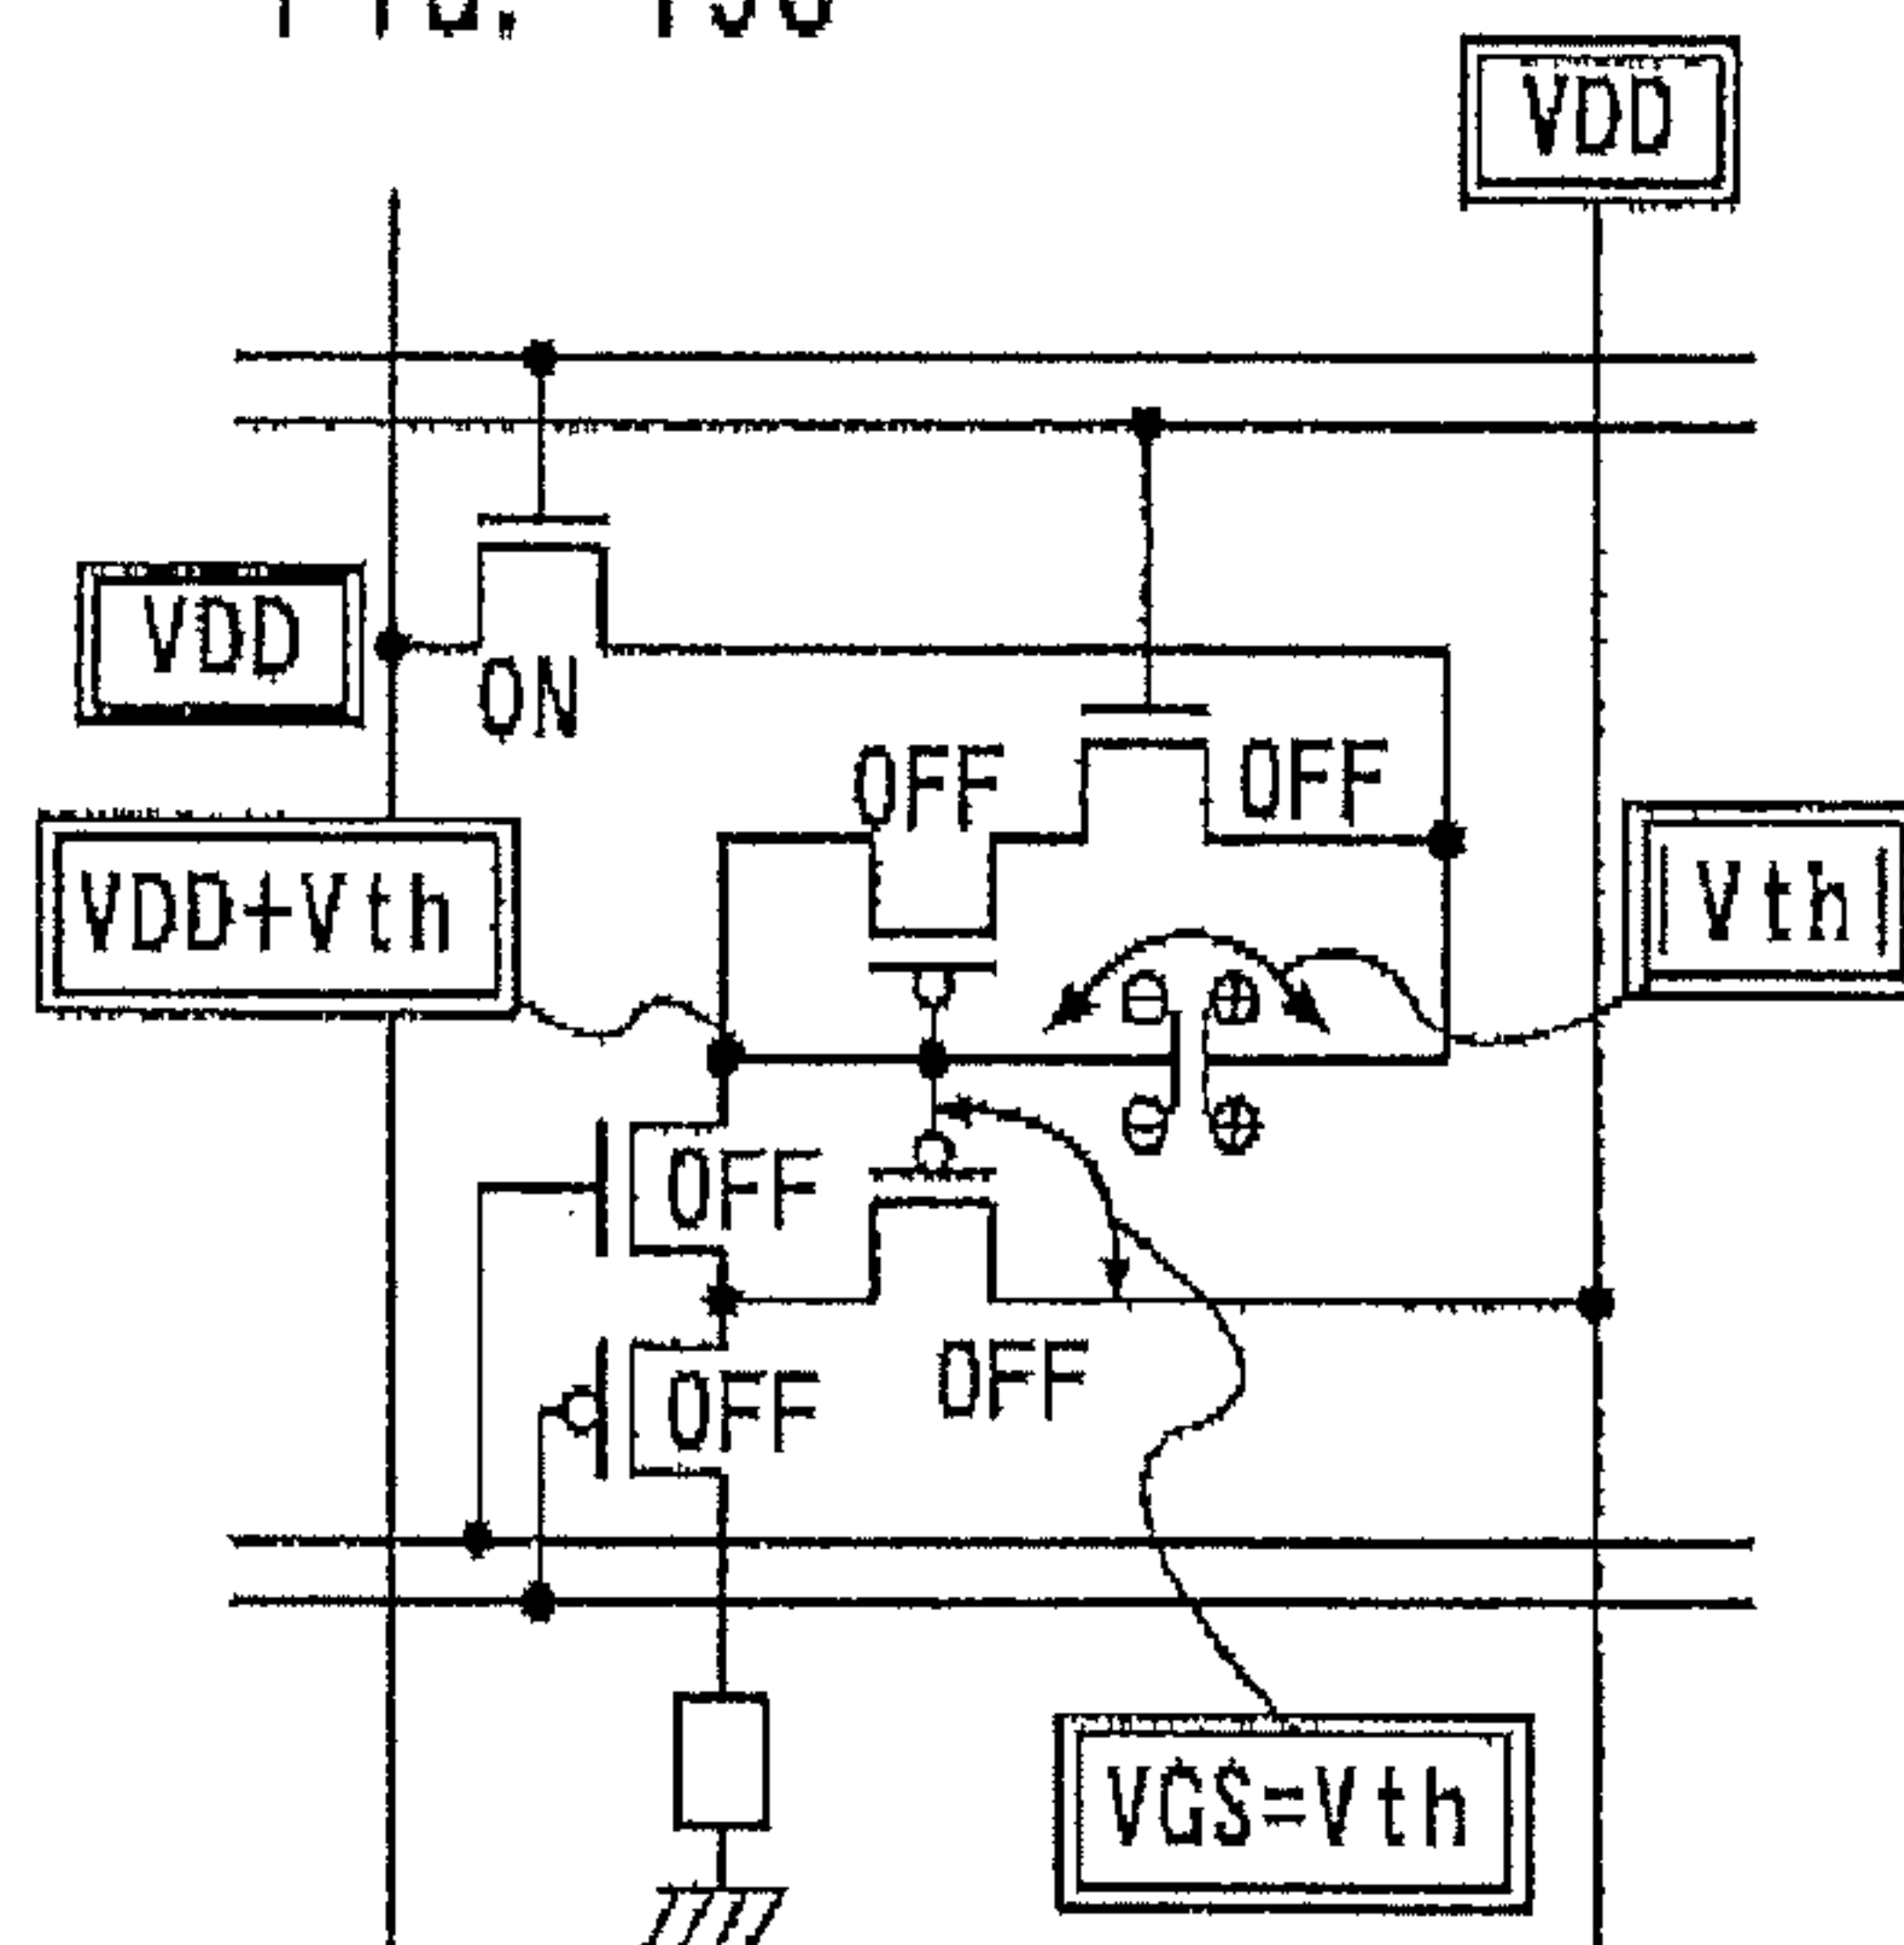 VDD
VDD
ON
OFF
OFF
VDD+Vth
|Vth|
⊖ ⊕
⊖ ⊕
OFF
OFF
OFF
VGS=Vth